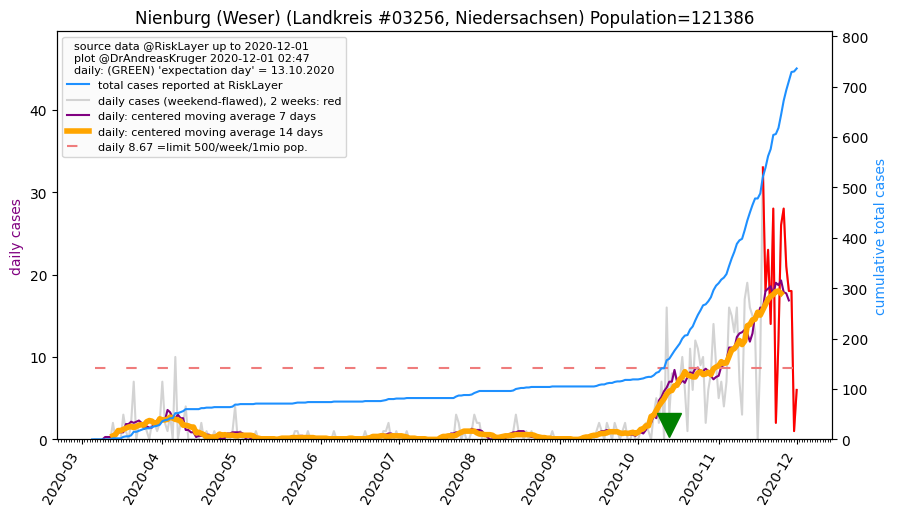 Nienburg (Weser) (Landkreis #03256, Niedersachsen) Population=121386
source data @RiskLayer up to 2020-12-01
plot @DrAndreasKruger 2020-12-01 02:47
daily: (GREEN) 'expectation day' = 13.10.2020
total cases reported at RiskLayer
daily cases (weekend-flawed), 2 weeks: red
daily: centered moving average 7 days
daily: centered moving average 14 days
daily 8.67 =limit 500/week/1mio pop.
daily cases
40
30
20
10
0
cumulative total cases
800
700
600
500
400
300
200
100
0
2020-03
2020-04
2020-05
2020-06
2020-07
2020-08
2020-09
2020-10
2020-11
2020-12